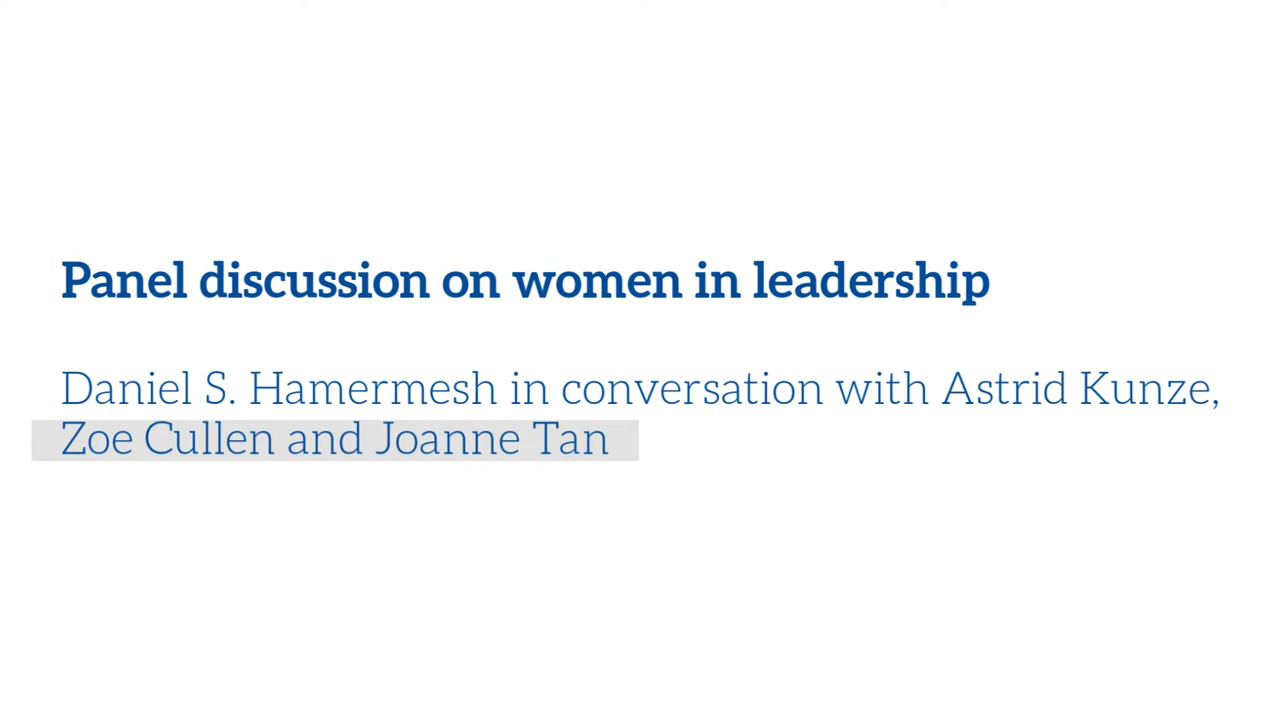 Panel discussion on women in leadership
Daniel S. Hamermesh in conversation with Astrid Kunze,
Zoe Cullen and Joanne Tan